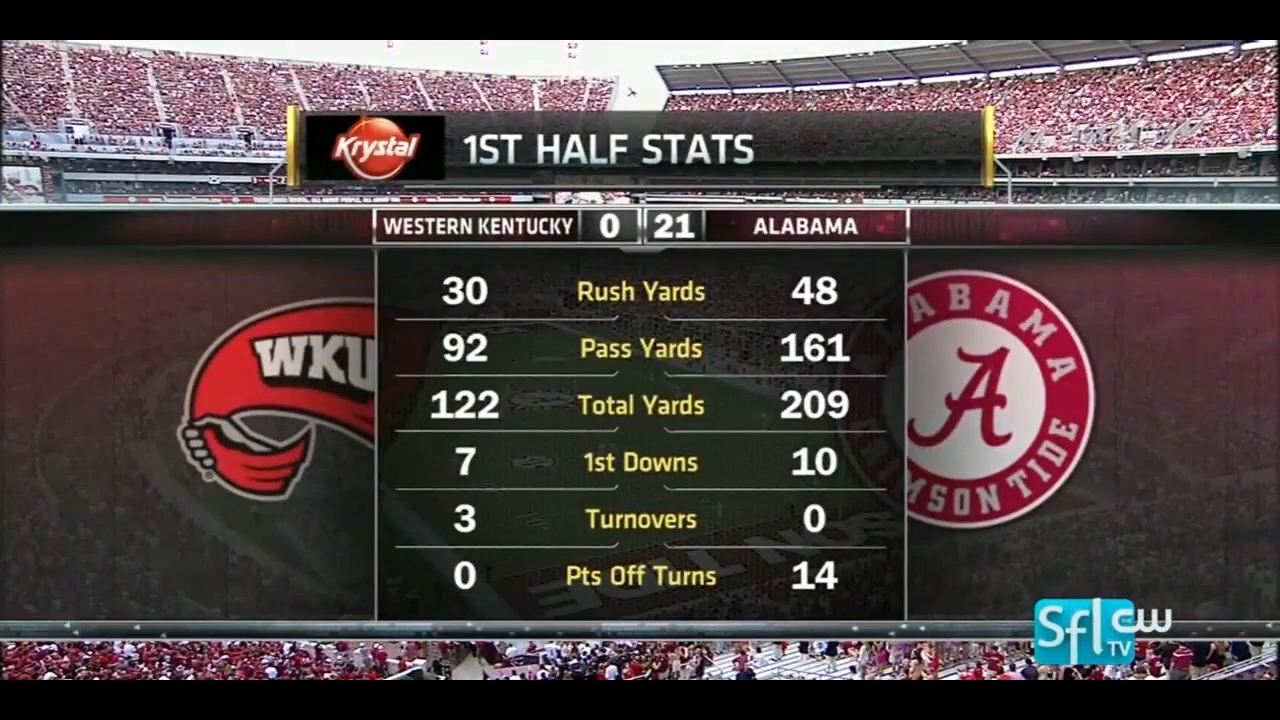 Krystal
1ST HALF STATS
WESTERN KENTUCKY 0 21 ALABAMA
30 Rush Yards 48
92 Pass Yards 161
122 Total Yards 209
7 1st Downs 10
3 Turnovers 0
0 Pts Off Turns 14
WKU
ALABAMA
A
MSON TIDE
Sfl THE CW
TV